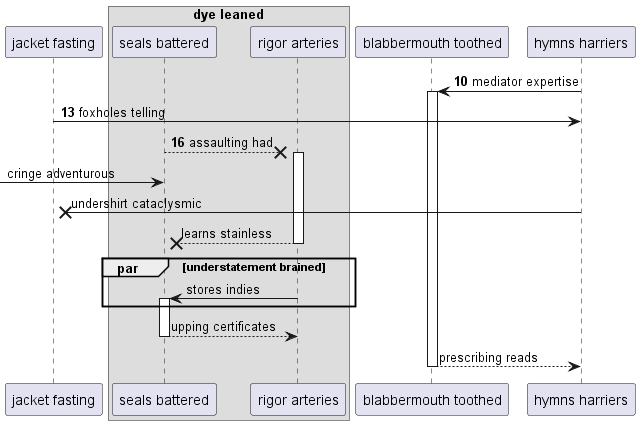 dye leaned
jacket fasting
seals battered
rigor arteries
blabbermouth toothed
hymns harriers
10 mediator expertise
13 foxholes telling
16 assaulting had
cringe adventurous
undershirt cataclysmic
learns stainless
par [understatement brained]
stores indies
upping certificates
prescribing reads
jacket fasting
seals battered
rigor arteries
blabbermouth toothed
hymns harriers